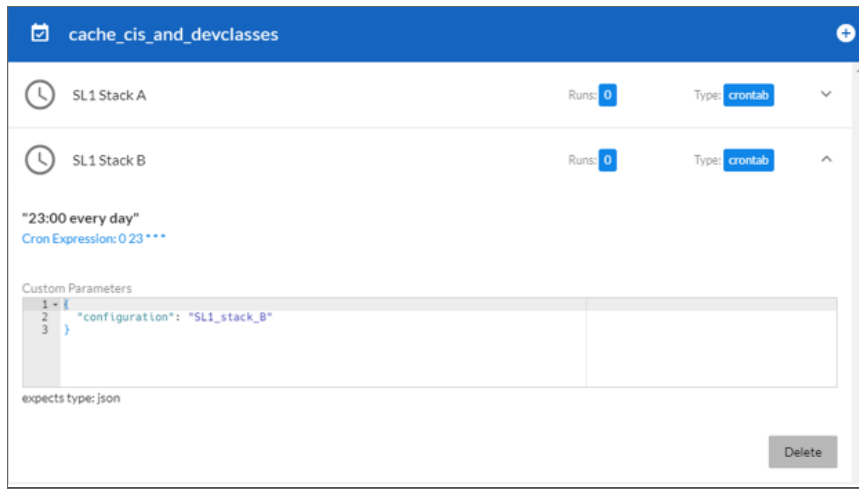 cache_cis_and_devclasses
SL1 Stack A Runs: 0 Type: crontab
SL1 Stack B Runs: 0 Type: crontab
"23:00 every day"
Cron Expression: 0 23 * * *
Custom Parameters
1 {
2 "configuration": "SL1_stack_B"
3 }
expects type: json
Delete